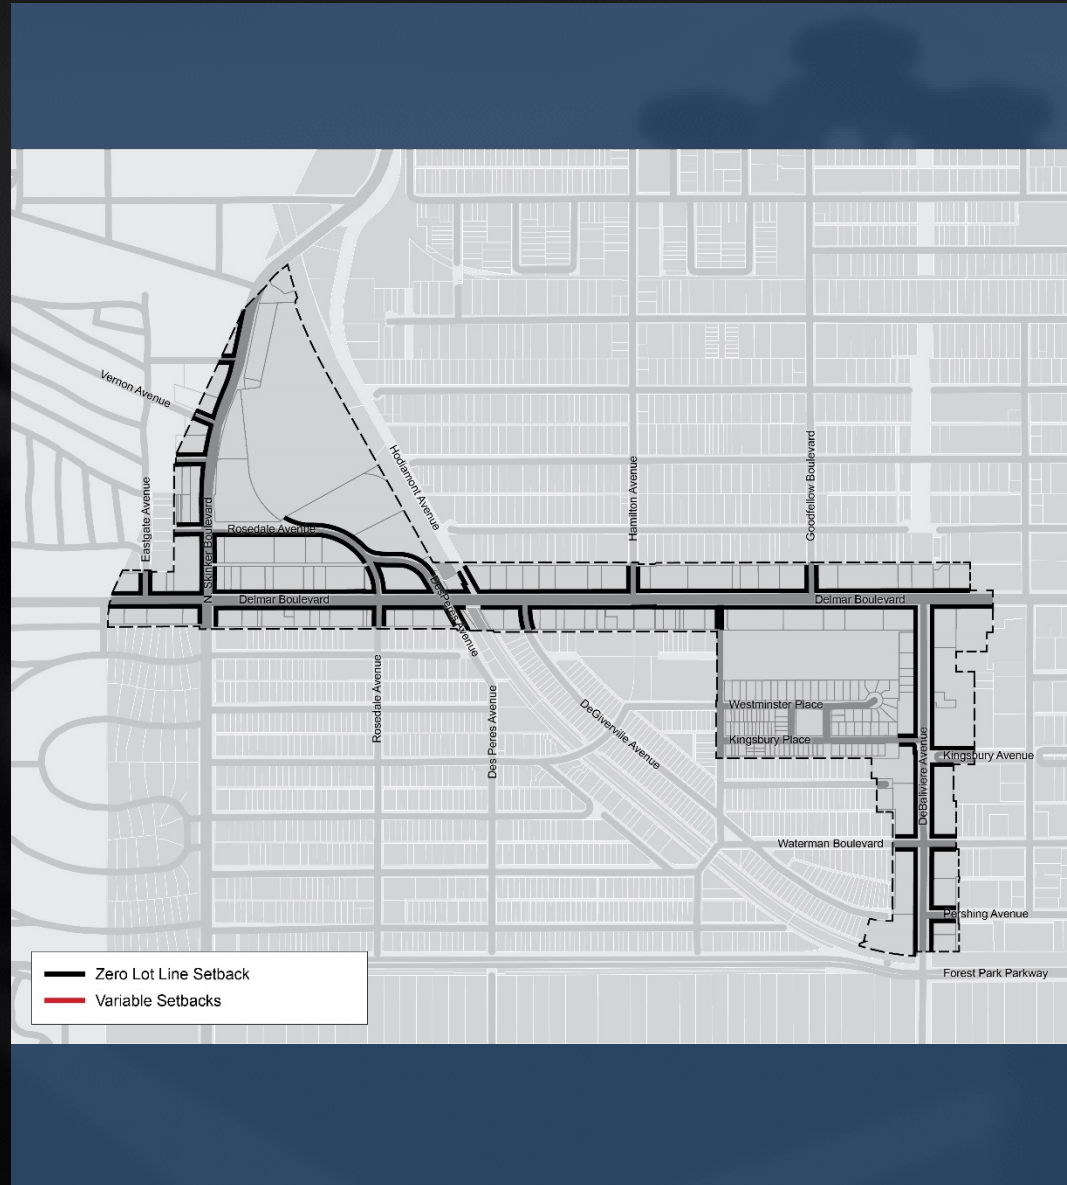 Vernon Avenue
Hodiamont Avenue
Hamilton Avenue
Goodfellow Boulevard
Eastgate Avenue
N. Skinker Boulevard
Rosedale Avenue
Delmar Boulevard
DesPeres Avenue
Delmar Boulevard
Rosedale Avenue
Des Peres Avenue
DeGiverville Avenue
Westminster Place
Kingsbury Place
DeBaliviere Avenue
Kingsbury Avenue
Waterman Boulevard
Pershing Avenue
Forest Park Parkway
Zero Lot Line Setback
Variable Setbacks